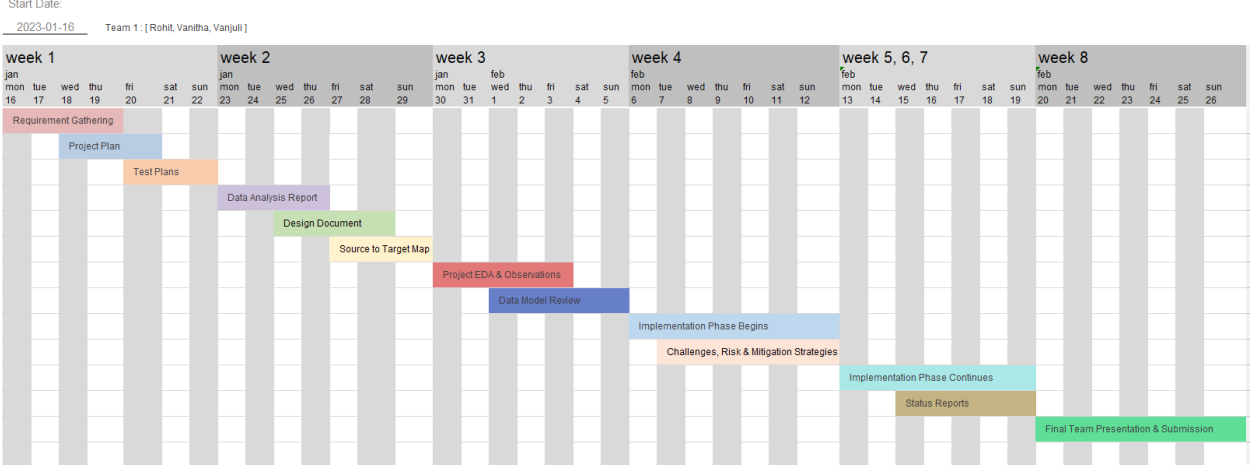 Start Date:
2023-01-16 Team 1 : [ Rohit, Vanitha, Vanjuli ]
week 1 week 2 week 3 week 4 week 5, 6, 7 week 8
jan jan jan feb feb feb feb
mon tue wed thu fri sat sun mon tue wed thu fri sat sun mon tue wed thu fri sat sun mon tue wed thu fri sat sun mon tue wed thu fri sat sun mon tue wed thu fri sat sun
16 17 18 19 20 21 22 23 24 25 26 27 28 29 30 31 1 2 3 4 5 6 7 8 9 10 11 12 13 14 15 16 17 18 19 20 21 22 23 24 25 26
Requirement Gathering
Project Plan
Test Plans
Data Analysis Report
Design Document
Source to Target Map
Project EDA & Observations
Data Model Review
Implementation Phase Begins
Challenges, Risk & Mitigation Strategies
Implementation Phase Continues
Status Reports
Final Team Presentation & Submission